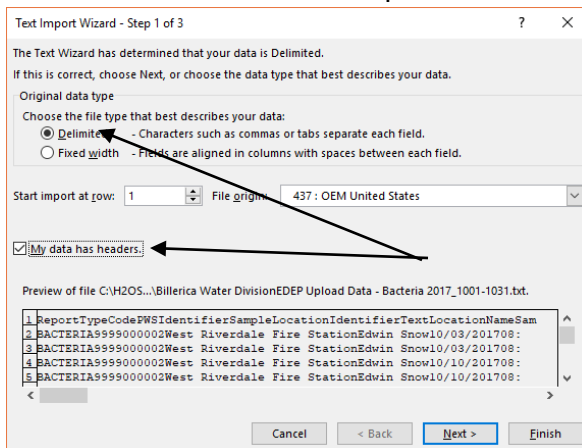 Text Import Wizard - Step 1 of 3 ? ×
The Text Wizard has determined that your data is Delimited.
If this is correct, choose Next, or choose the data type that best describes your data.
Original data type
Choose the file type that best describes your data:
Delimited - Characters such as commas or tabs separate each field.
Fixed width - Fields are aligned in columns with spaces between each field.
Start import at row: 1 File origin: 437 : OEM United States
My data has headers.
Preview of file C:\H2OS...\Billerica Water DivisionEDEP Upload Data - Bacteria 2017_1001-1031.txt.
1 ReportTypeCodePWSIdentifierSampleLocationIdentifierTextLocationNameSam
2 BACTERIA9999000002West Riverdale Fire StationEdwin Snow10/03/201708:
3 BACTERIA9999000002West Riverdale Fire StationEdwin Snow10/03/201708:
4 BACTERIA9999000002West Riverdale Fire StationEdwin Snow10/10/201708:
5 BACTERIA9999000002West Riverdale Fire StationEdwin Snow10/10/201708:
Cancel < Back Next > Finish